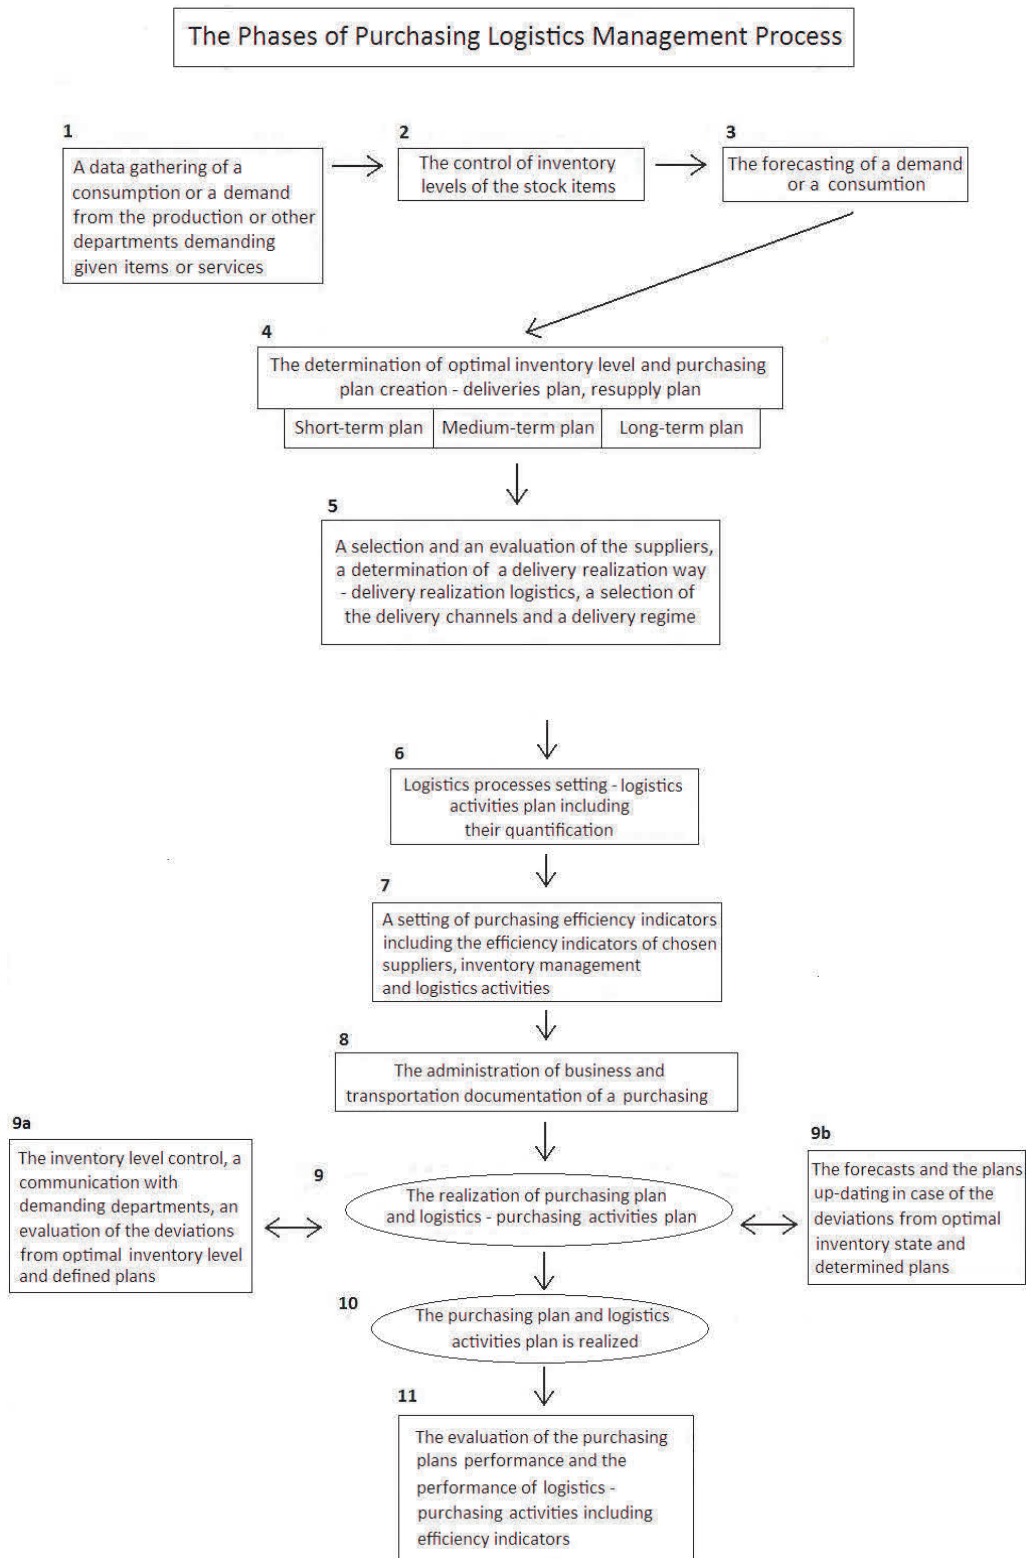 The Phases of Purchasing Logistics Management Process
1
A data gathering of a
consumption or a demand
from the production or other
departments demanding
given items or services
2
The control of inventory
levels of the stock items
3
The forecasting of a demand
or a consumtion
4
The determination of optimal inventory level and purchasing
plan creation - deliveries plan, resupply plan
Short-term plan
Medium-term plan
Long-term plan
5
A selection and an evaluation of the suppliers,
a determination of a delivery realization way
- delivery realization logistics, a selection of
the delivery channels and a delivery regime
6
Logistics processes setting - logistics
activities plan including
their quantification
7
A setting of purchasing efficiency indicators
including the efficiency indicators of chosen
suppliers, inventory management
and logistics activities
8
The administration of business and
transportation documentation of a purchasing
9a
The inventory level control, a
communication with
demanding departments, an
evaluation of the deviations
from optimal inventory level
and defined plans
9
The realization of purchasing plan
and logistics - purchasing activities plan
9b
The forecasts and the plans
up-dating in case of the
deviations from optimal
inventory state and
determined plans
10
The purchasing plan and logistics
activities plan is realized
11
The evaluation of the purchasing
plans performance and the
performance of logistics -
purchasing activities including
efficiency indicators